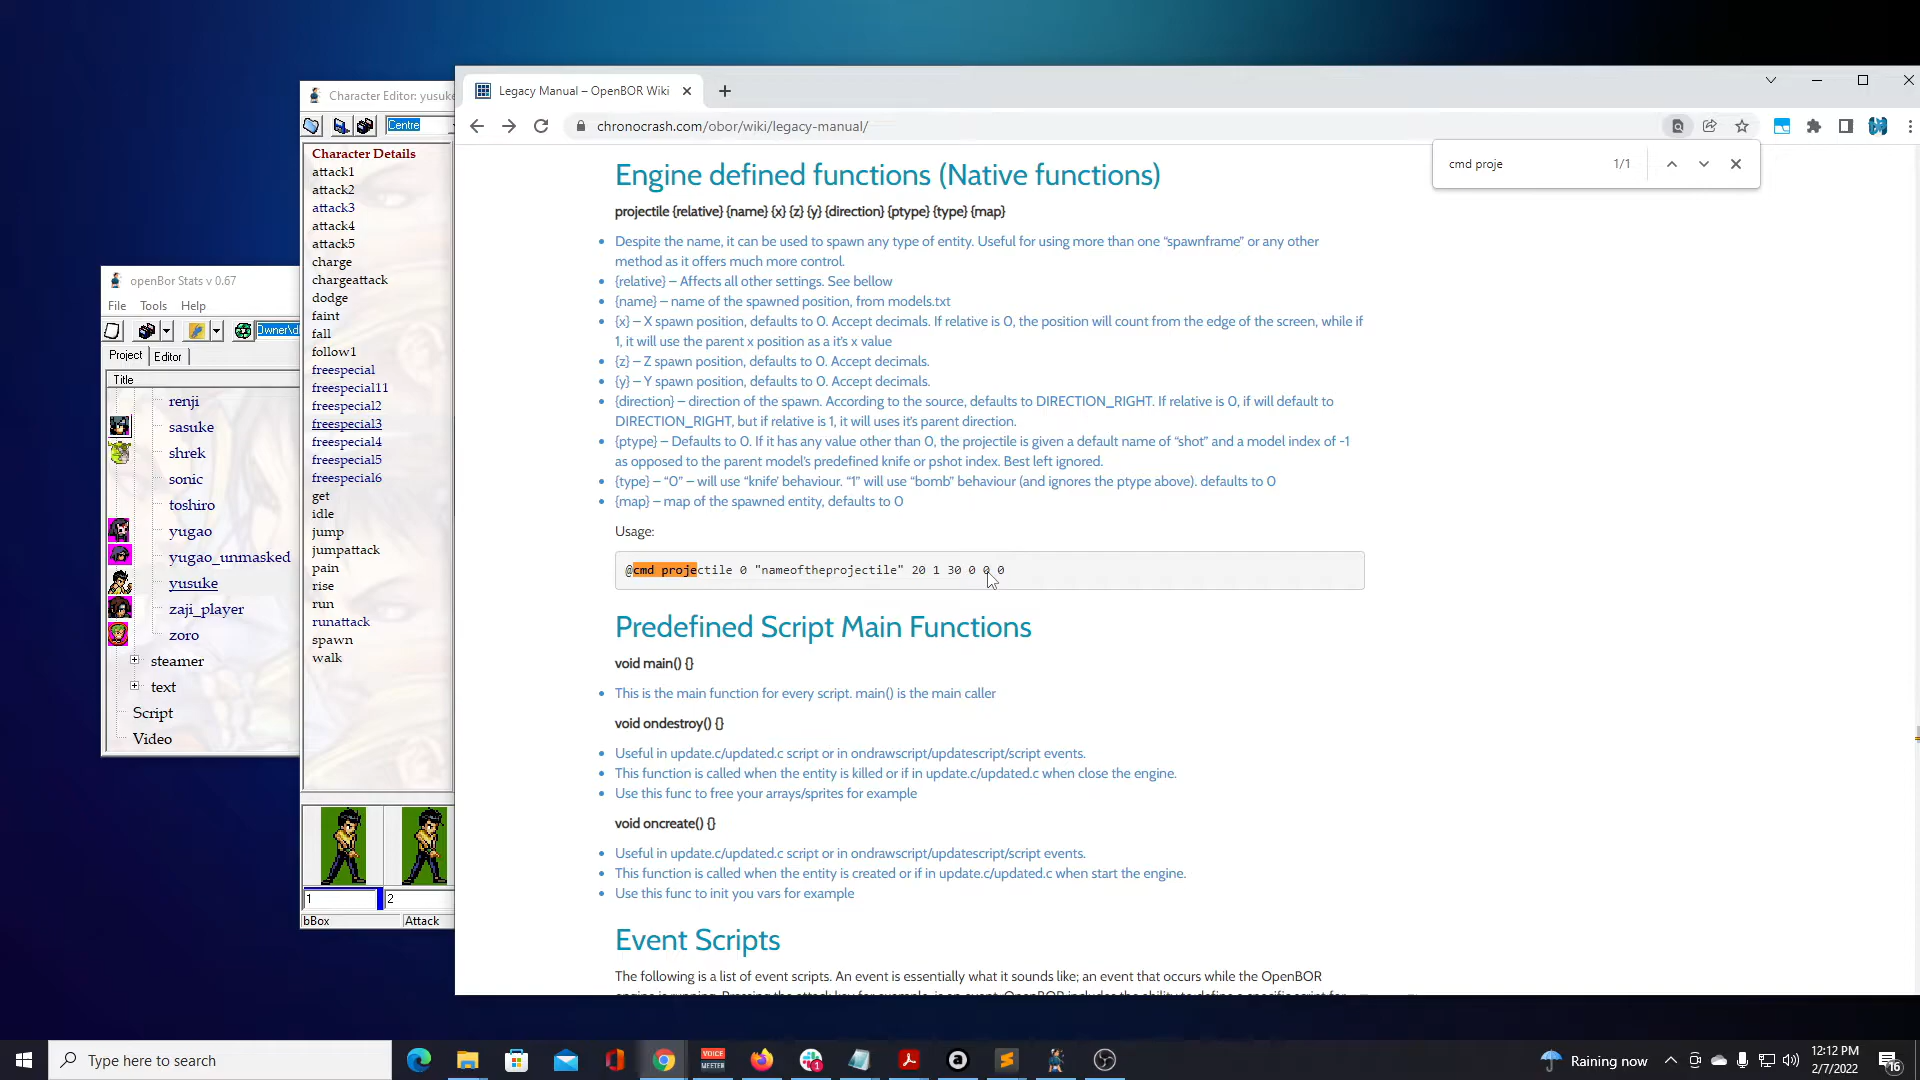 Legacy Manual – OpenBOR Wiki
Character Editor: yusuke
chronocrash.com/obor/wiki/legacy-manual/
Centre
cmd proje
1/1
Character Details
attack1
attack2
attack3
attack4
attack5
charge
chargeattack
dodge
faint
fall
follow1
freespecial
freespecial11
freespecial2
freespecial3
freespecial4
freespecial5
freespecial6
get
idle
jump
jumpattack
pain
rise
run
runattack
spawn
walk
1
2
bBox
Attack
openBor Stats v 0.67
File Tools Help
Owner\d
Project Editor
Title
renji
sasuke
shrek
sonic
toshiro
yugao
yugao_unmasked
yusuke
zaji_player
zoro
steamer
text
Script
Video
Engine defined functions (Native functions)
projectile {relative} {name} {x} {z} {y} {direction} {ptype} {type} {map}
Despite the name, it can be used to spawn any type of entity. Useful for using more than one “spawnframe” or any other
method as it offers much more control.
{relative} – Affects all other settings. See bellow
{name} – name of the spawned position, from models.txt
{x} – X spawn position, defaults to 0. Accept decimals. If relative is 0, the position will count from the edge of the screen, while if
1, it will use the parent x position as a it's x value
{z} – Z spawn position, defaults to 0. Accept decimals.
{y} – Y spawn position, defaults to 0. Accept decimals.
{direction} – direction of the spawn. According to the source, defaults to DIRECTION_RIGHT. If relative is 0, if will default to
DIRECTION_RIGHT, but if relative is 1, it will uses it's parent direction.
{ptype} – Defaults to 0. If it has any value other than 0, the projectile is given a default name of “shot” and a model index of -1
as opposed to the parent model's predefined knife or pshot index. Best left ignored.
{type} – “0” – will use “knife' behaviour. “1” will use “bomb” behaviour (and ignores the ptype above). defaults to 0
{map} – map of the spawned entity, defaults to 0
Usage:
@cmd projectile 0 "nameoftheprojectile" 20 1 30 0 0 0
Predefined Script Main Functions
void main() {}
This is the main function for every script. main() is the main caller
void ondestroy() {}
Useful in update.c/updated.c script or in ondrawscript/updatescript/script events.
This function is called when the entity is killed or if in update.c/updated.c when close the engine.
Use this func to free your arrays/sprites for example
void oncreate() {}
Useful in update.c/updated.c script or in ondrawscript/updatescript/script events.
This function is called when the entity is created or if in update.c/updated.c when start the engine.
Use this func to init you vars for example
Event Scripts
The following is a list of event scripts. An event is essentially what it sounds like; an event that occurs while the OpenBOR
Type here to search
VOICE
MEETER
Raining now
12:12 PM
2/7/2022
16